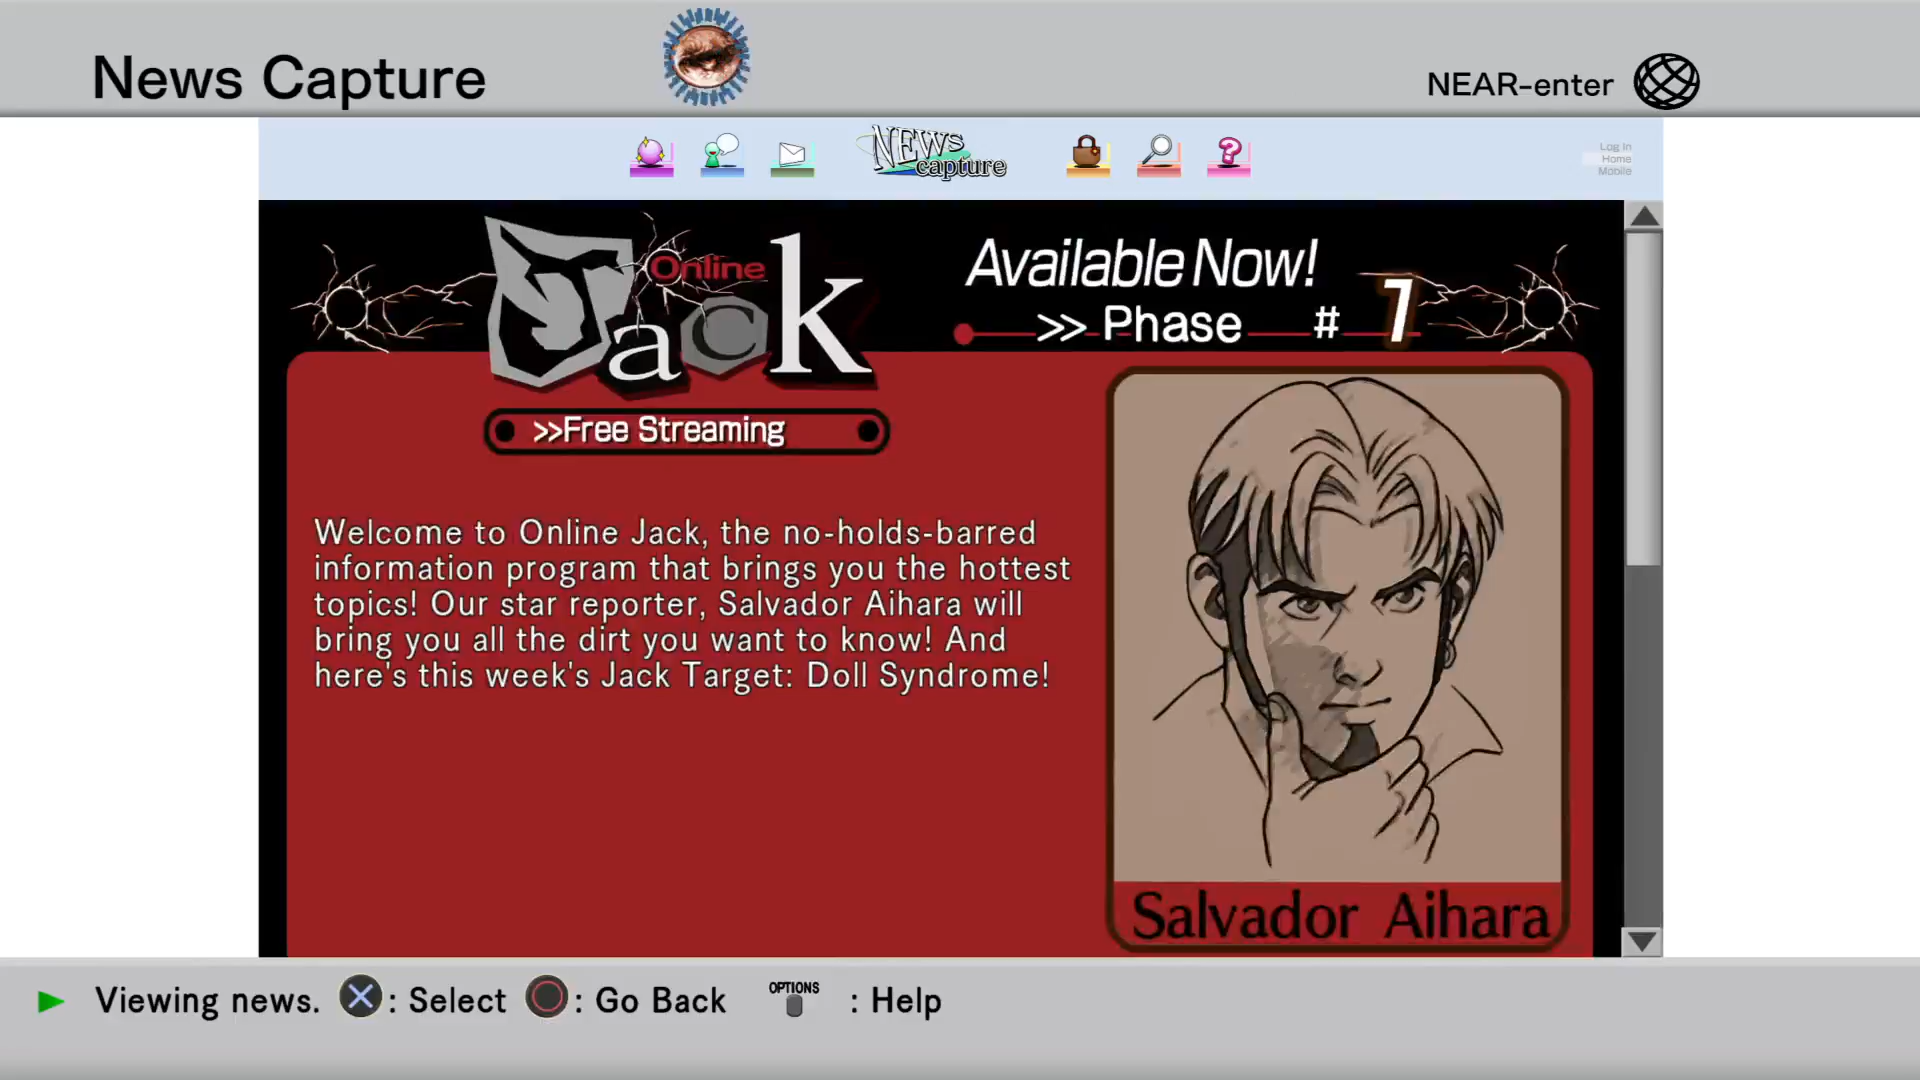 News Capture
NEAR-enter
NEWS
capture
Log In
Home
Mobile
Online
Jack
Available Now!
>> Phase # 1
>>Free Streaming
Welcome to Online Jack, the no-holds-barred
information program that brings you the hottest
topics! Our star reporter, Salvador Aihara will
bring you all the dirt you want to know! And
here's this week's Jack Target: Doll Syndrome!
Salvador Aihara
Viewing news. : Select : Go Back OPTIONS : Help